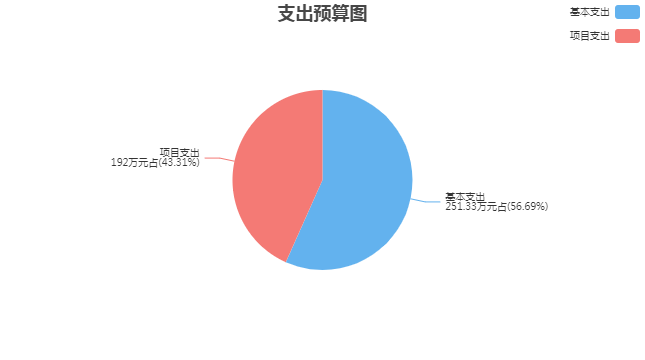 支出预算图
基本支出
项目支出
项目支出
192万元占(43.31%)
基本支出
251.33万元占(56.69%)